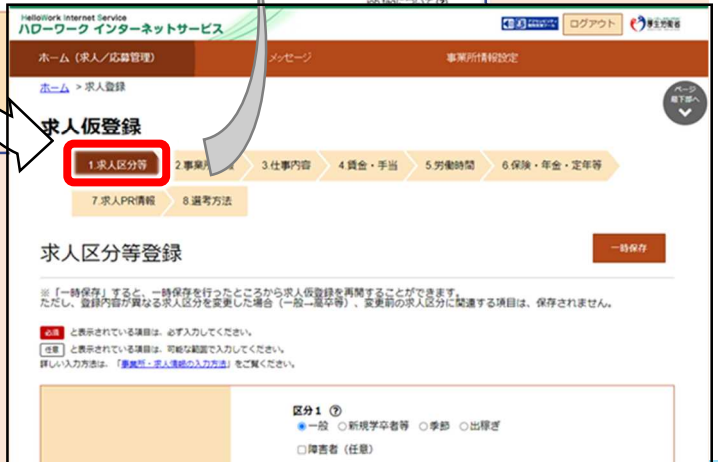 HelloWork Internet Service
ハローワーク インターネットサービス
ログアウト
厚生労働省
ホーム（求人／応募管理）
メッセージ
事業所情報設定
ホーム > 求人登録
ページ
最下部へ
求人仮登録
1.求人区分等
2.事業所
3.仕事内容
4.賃金・手当
5.労働時間
6.保険・年金・定年等
7.求人PR情報
8.選考方法
求人区分等登録
一時保存
※「一時保存」すると、一時保存を行ったところから求人仮登録を再開することができます。
ただし、登録内容が異なる求人区分を変更した場合（一般→高卒等）、変更前の求人区分に関連する項目は、保存されません。
必須 と表示されている項目は、必ず入力してください。
任意 と表示されている項目は、可能な範囲で入力してください。
詳しい入力方法は、「事業所・求人情報の入力方法」をご覧ください。
区分１ ?
一般 新規学卒者等 季節 出稼ぎ
障害者（任意）